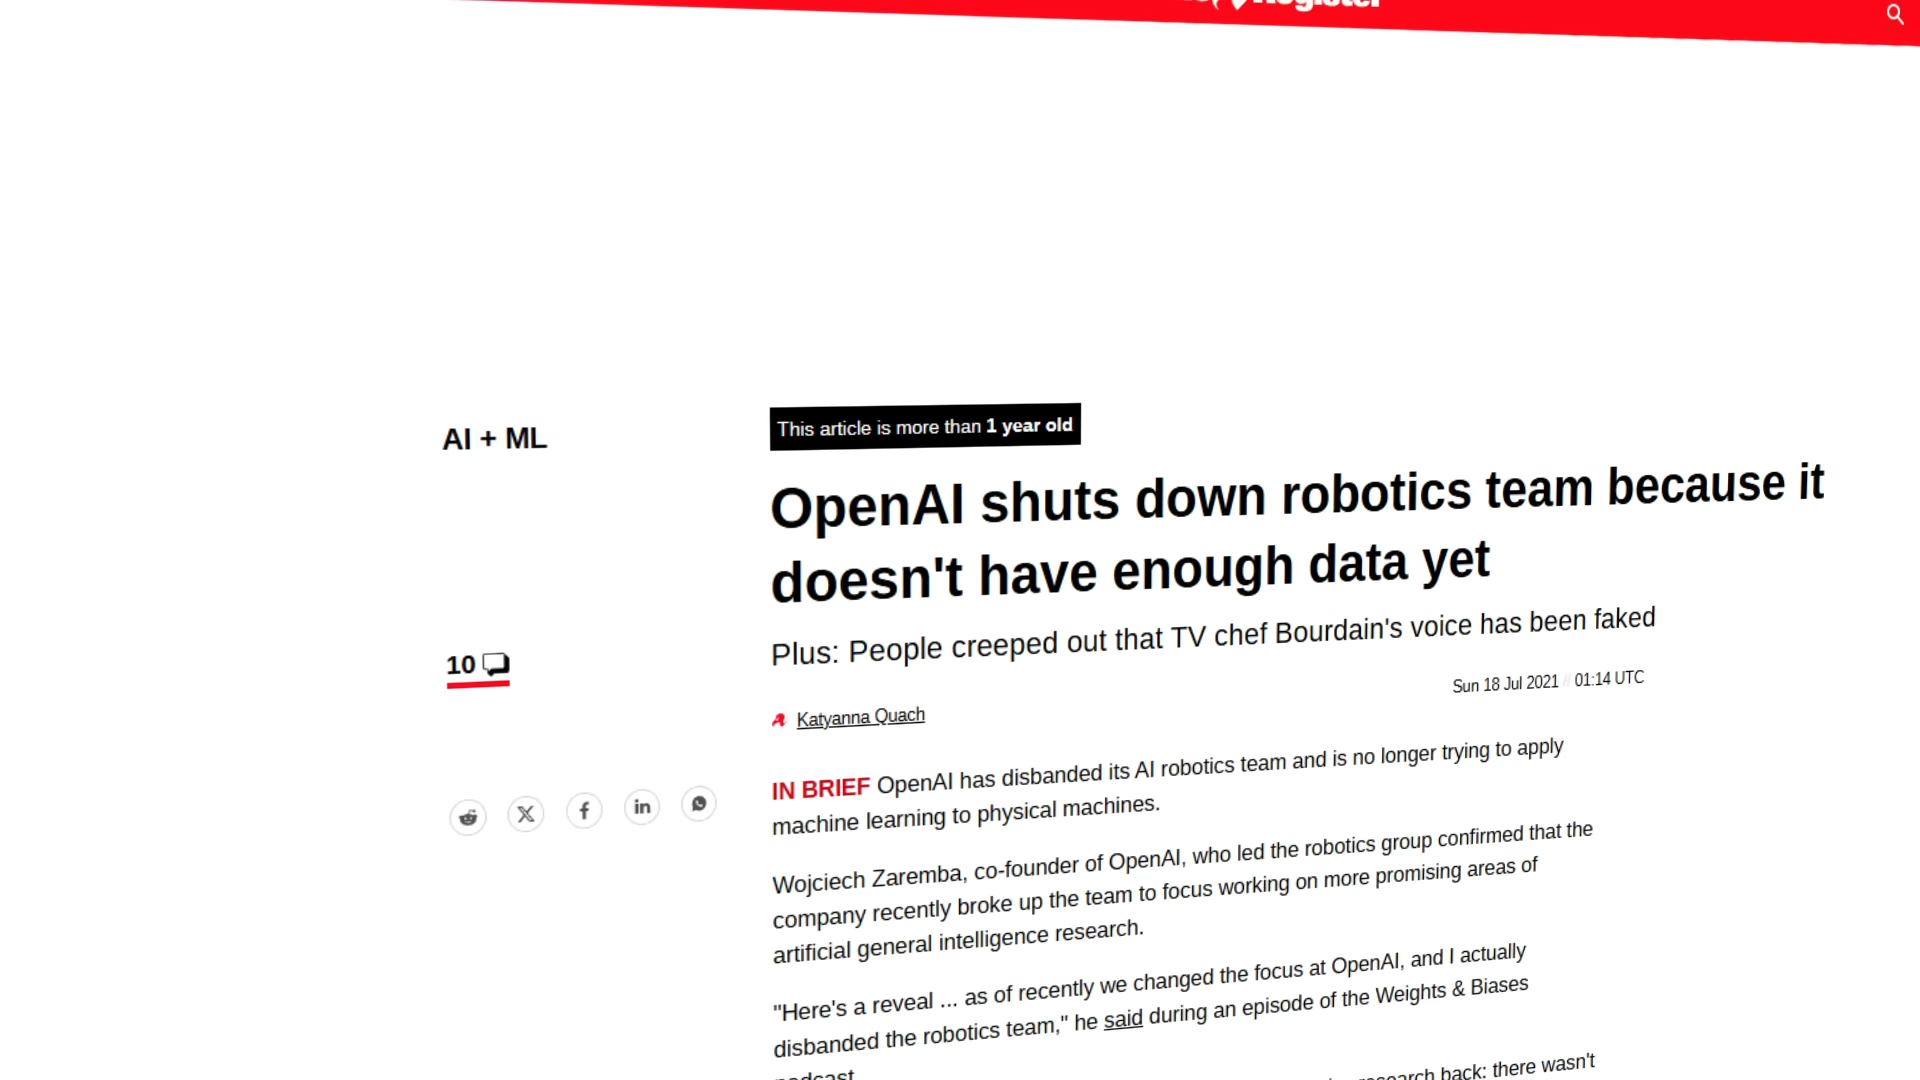 Register
AI + ML
This article is more than 1 year old
OpenAI shuts down robotics team because it
doesn't have enough data yet
Plus: People creeped out that TV chef Bourdain's voice has been faked
10
Katyanna Quach
Sun 18 Jul 2021 // 01:14 UTC
IN BRIEF OpenAI has disbanded its AI robotics team and is no longer trying to apply
machine learning to physical machines.
Wojciech Zaremba, co-founder of OpenAI, who led the robotics group confirmed that the
company recently broke up the team to focus working on more promising areas of
artificial general intelligence research.
"Here's a reveal ... as of recently we changed the focus at OpenAI, and I actually
disbanded the robotics team," he said during an episode of the Weights & Biases
podcast.
research back: there wasn't